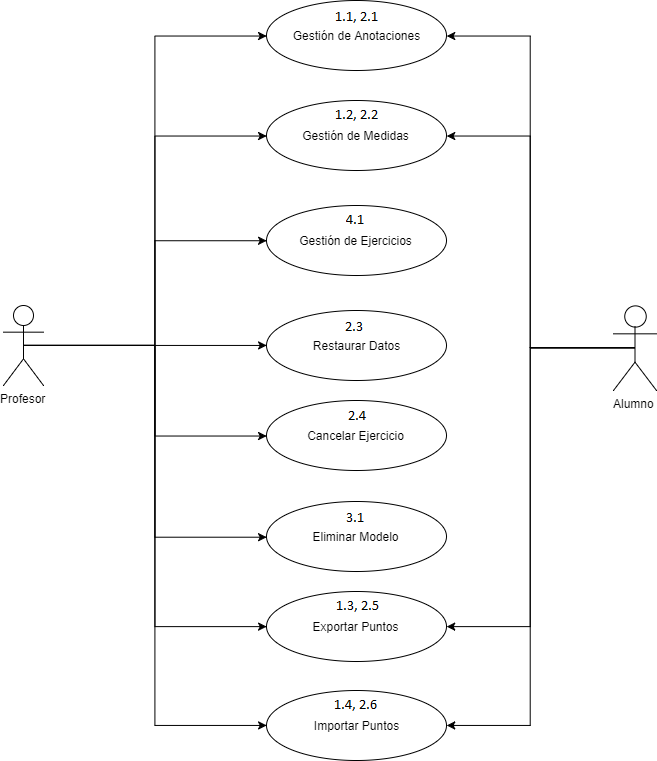 1.1, 2.1
Gestión de Anotaciones
1.2, 2.2
Gestión de Medidas
4.1
Gestión de Ejercicios
2.3
Restaurar Datos
Profesor
Alumno
2.4
Cancelar Ejercicio
3.1
Eliminar Modelo
1.3, 2.5
Exportar Puntos
1.4, 2.6
Importar Puntos